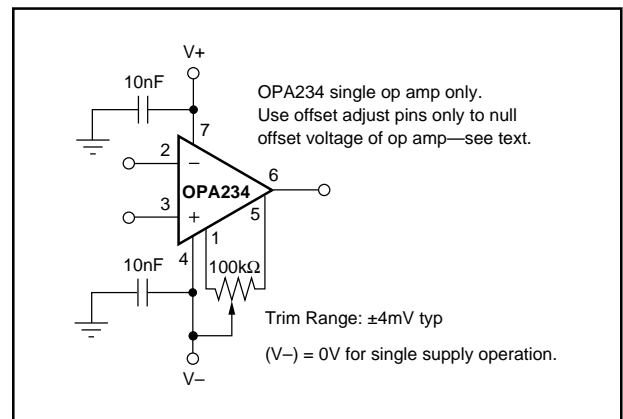 V+
10nF
OPA234 single op amp only.
Use offset adjust pins only to null
offset voltage of op amp—see text.
7
2
–
6
OPA234
3
+
5
1
4
10nF
100kΩ
Trim Range: ±4mV typ
(V–) = 0V for single supply operation.
V–